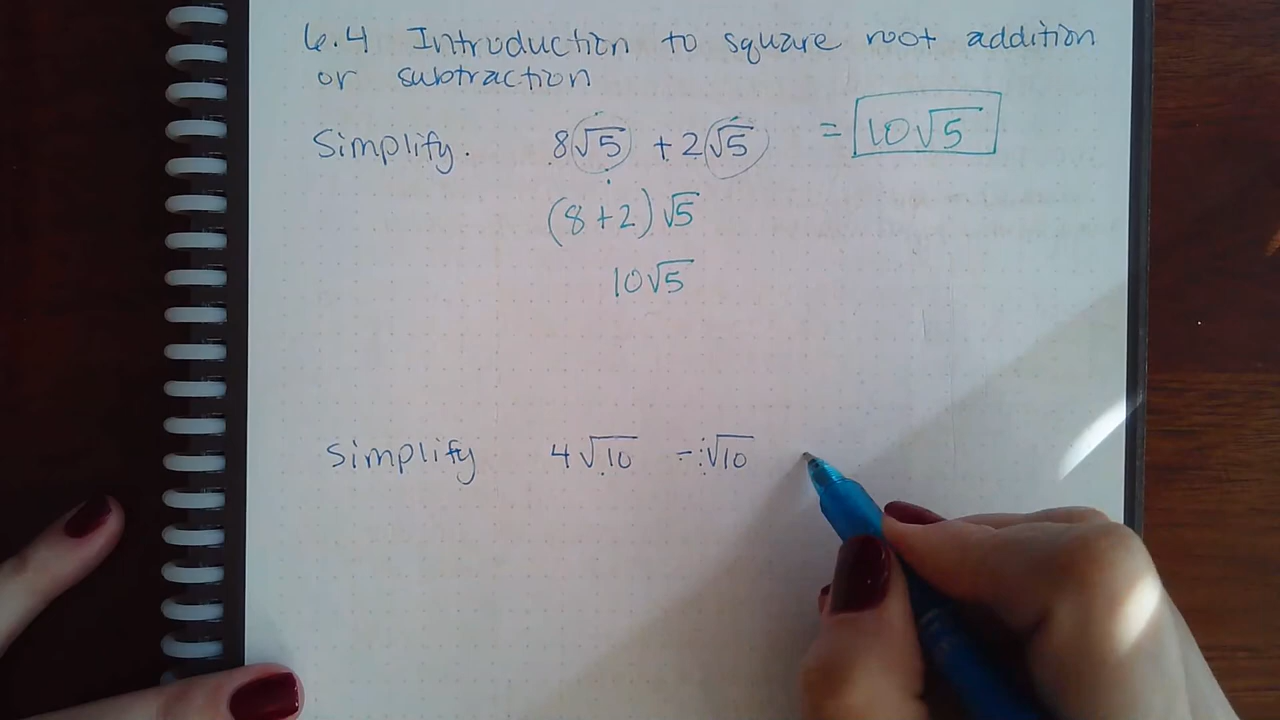 6.4 Introduction to square root addition
or subtraction
Simplify. 8√5 + 2√5 = 10√5
(8+2)√5
10√5
Simplify 4√10 - √10